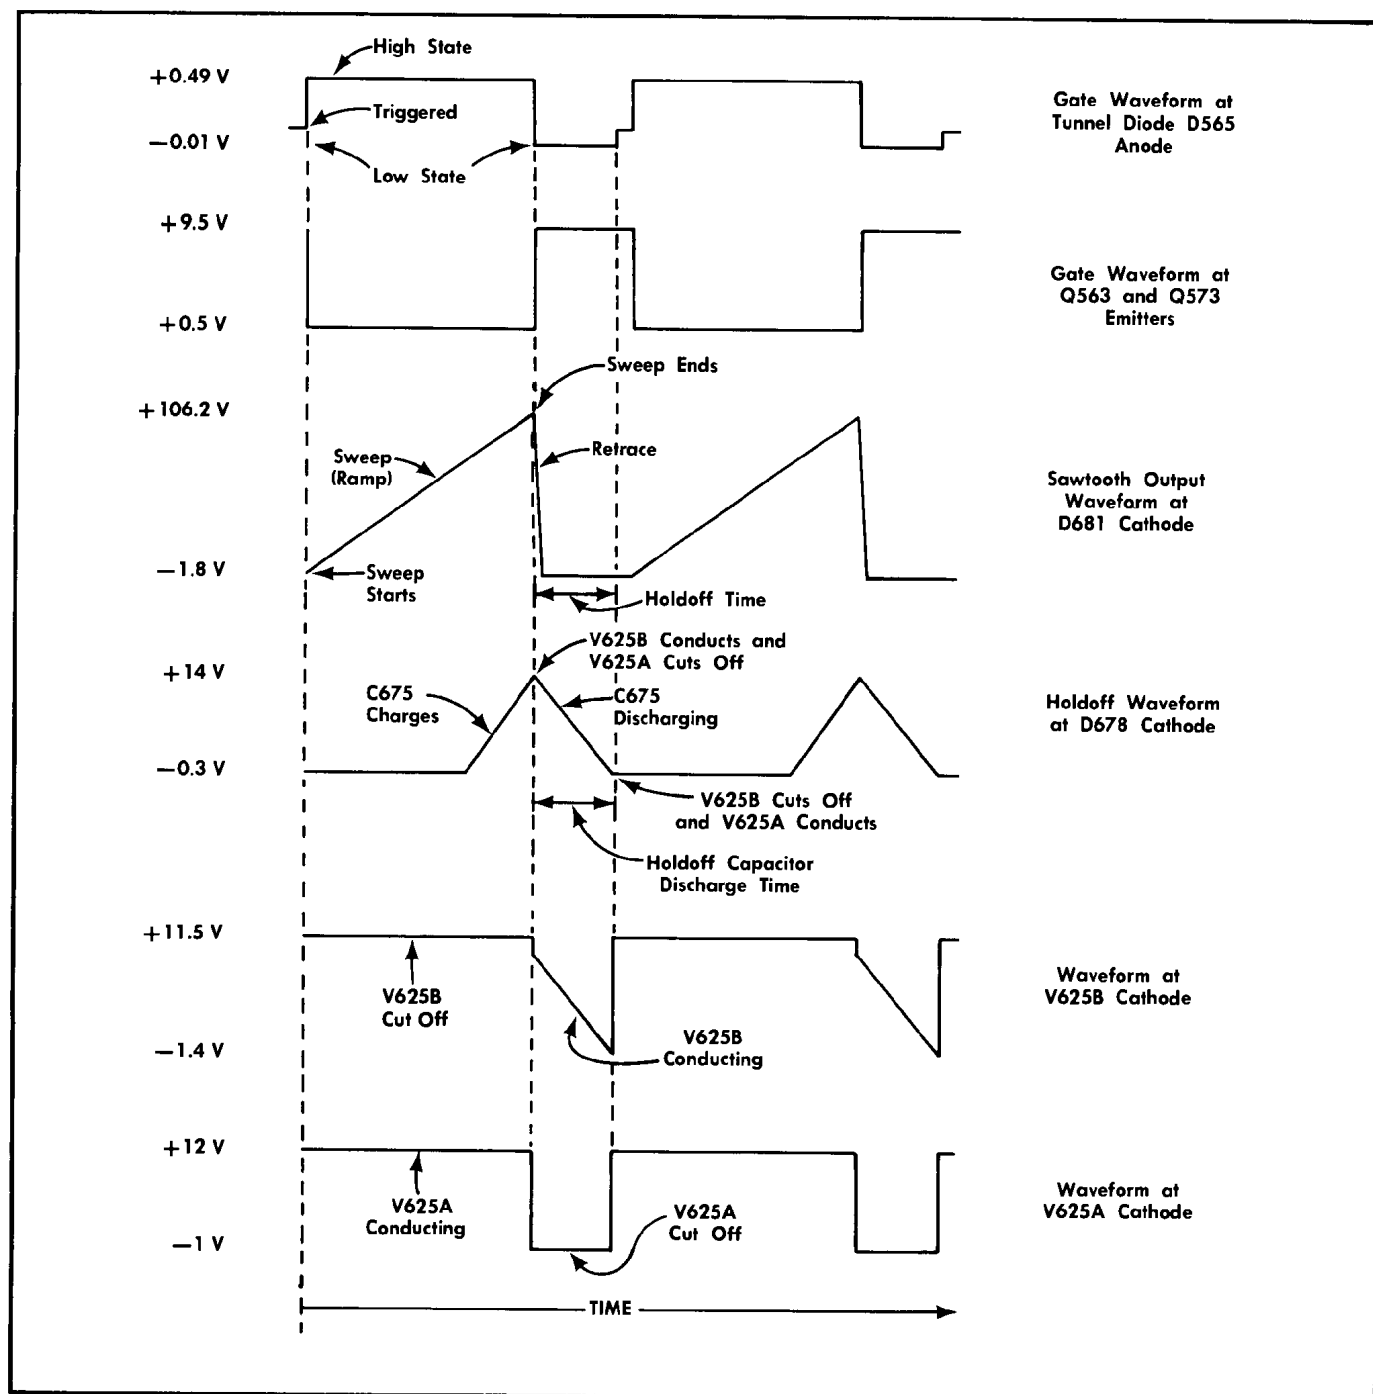 High State
+0.49 V
Triggered
−0.01 V
Low State
Gate Waveform at
Tunnel Diode D565
Anode
+9.5 V
+0.5 V
Gate Waveform at
Q563 and Q573
Emitters
Sweep Ends
+106.2 V
Retrace
Sweep
(Ramp)
−1.8 V
Sweep
Starts
Sawtooth Output
Waveform at
D681 Cathode
Holdoff Time
V625B Conducts and
V625A Cuts Off
+14 V
C675
Charges
C675
Discharging
−0.3 V
Holdoff Waveform
at D678 Cathode
V625B Cuts Off
and V625A Conducts
Holdoff Capacitor
Discharge Time
+11.5 V
V625B
Cut Off
−1.4 V
V625B
Conducting
Waveform at
V625B Cathode
+12 V
V625A
Conducting
V625A
Cut Off
−1 V
Waveform at
V625A Cathode
TIME